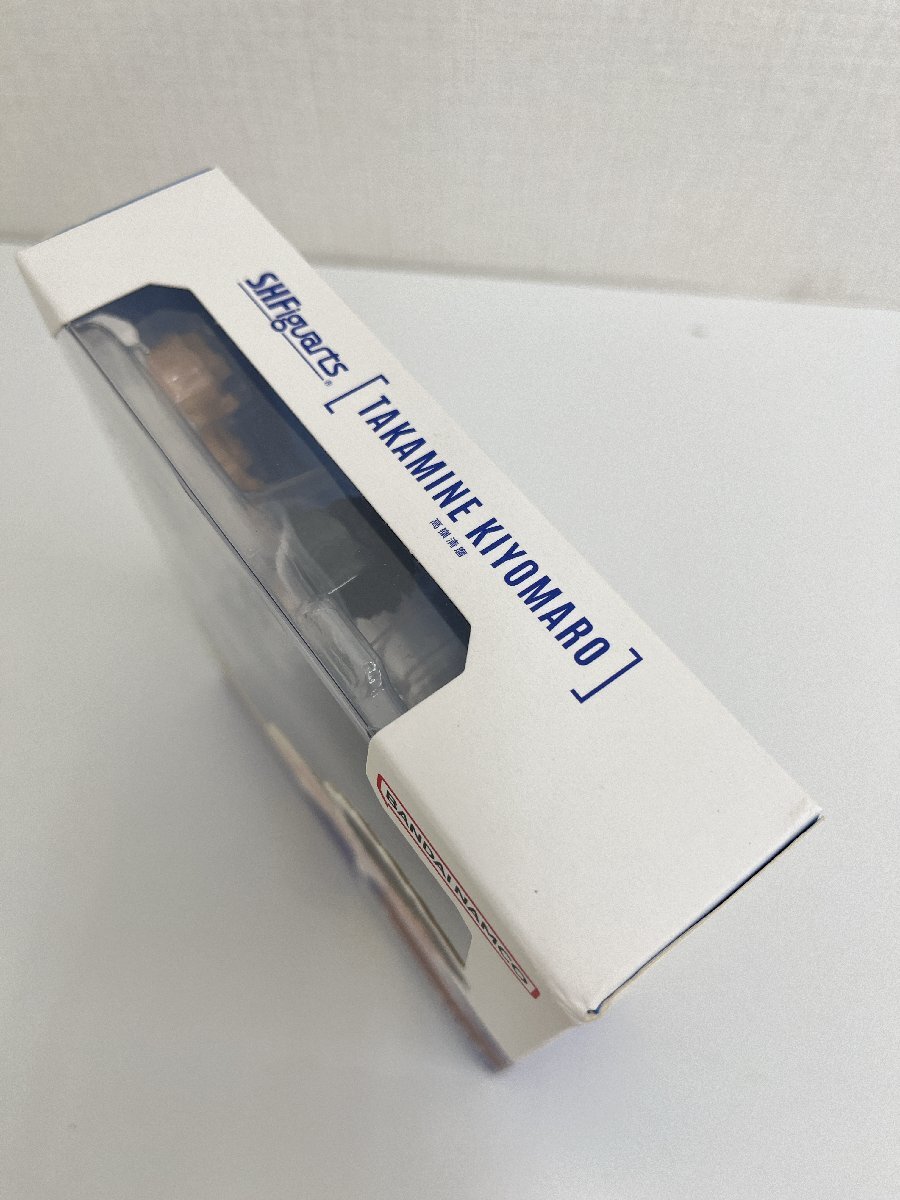 S.H.Figuarts®
[TAKAMINE KIYOMARO]
高嶺清麿
BANDAI NAMCO